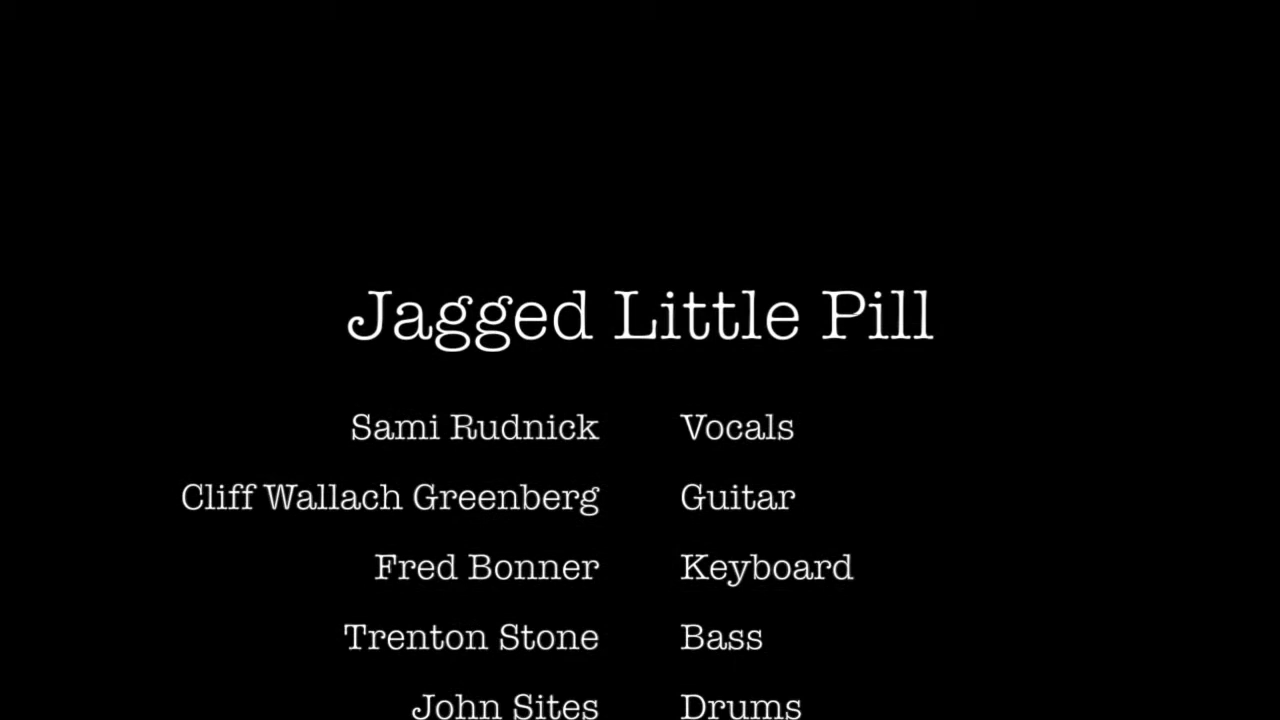 Jagged Little Pill
Sami Rudnick Vocals
Cliff Wallach Greenberg Guitar
Fred Bonner Keyboard
Trenton Stone Bass
John Sites Drums